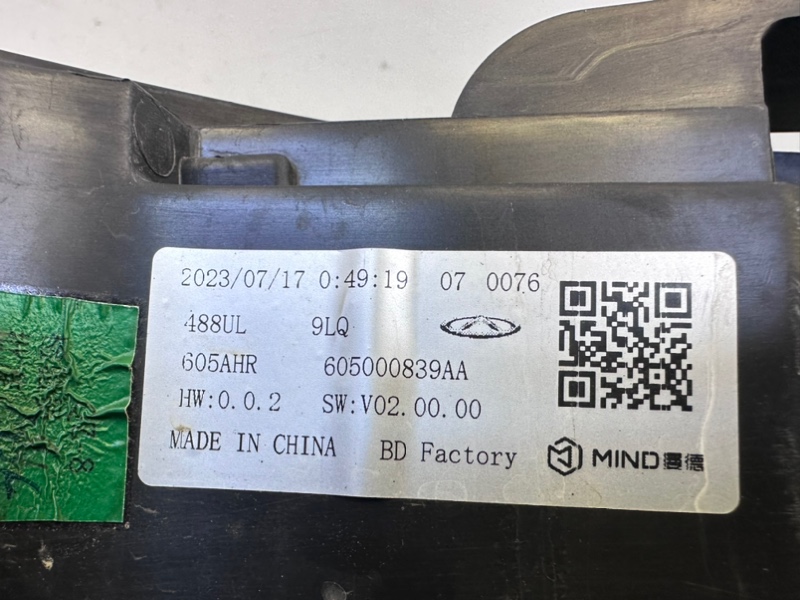 2023/07/17 0:49:19 07 0076
488UL 9LQ
605AHR 605000839AA
HW:0.0.2 SW:V02.00.00
MADE IN CHINA BD Factory
MIND曼德